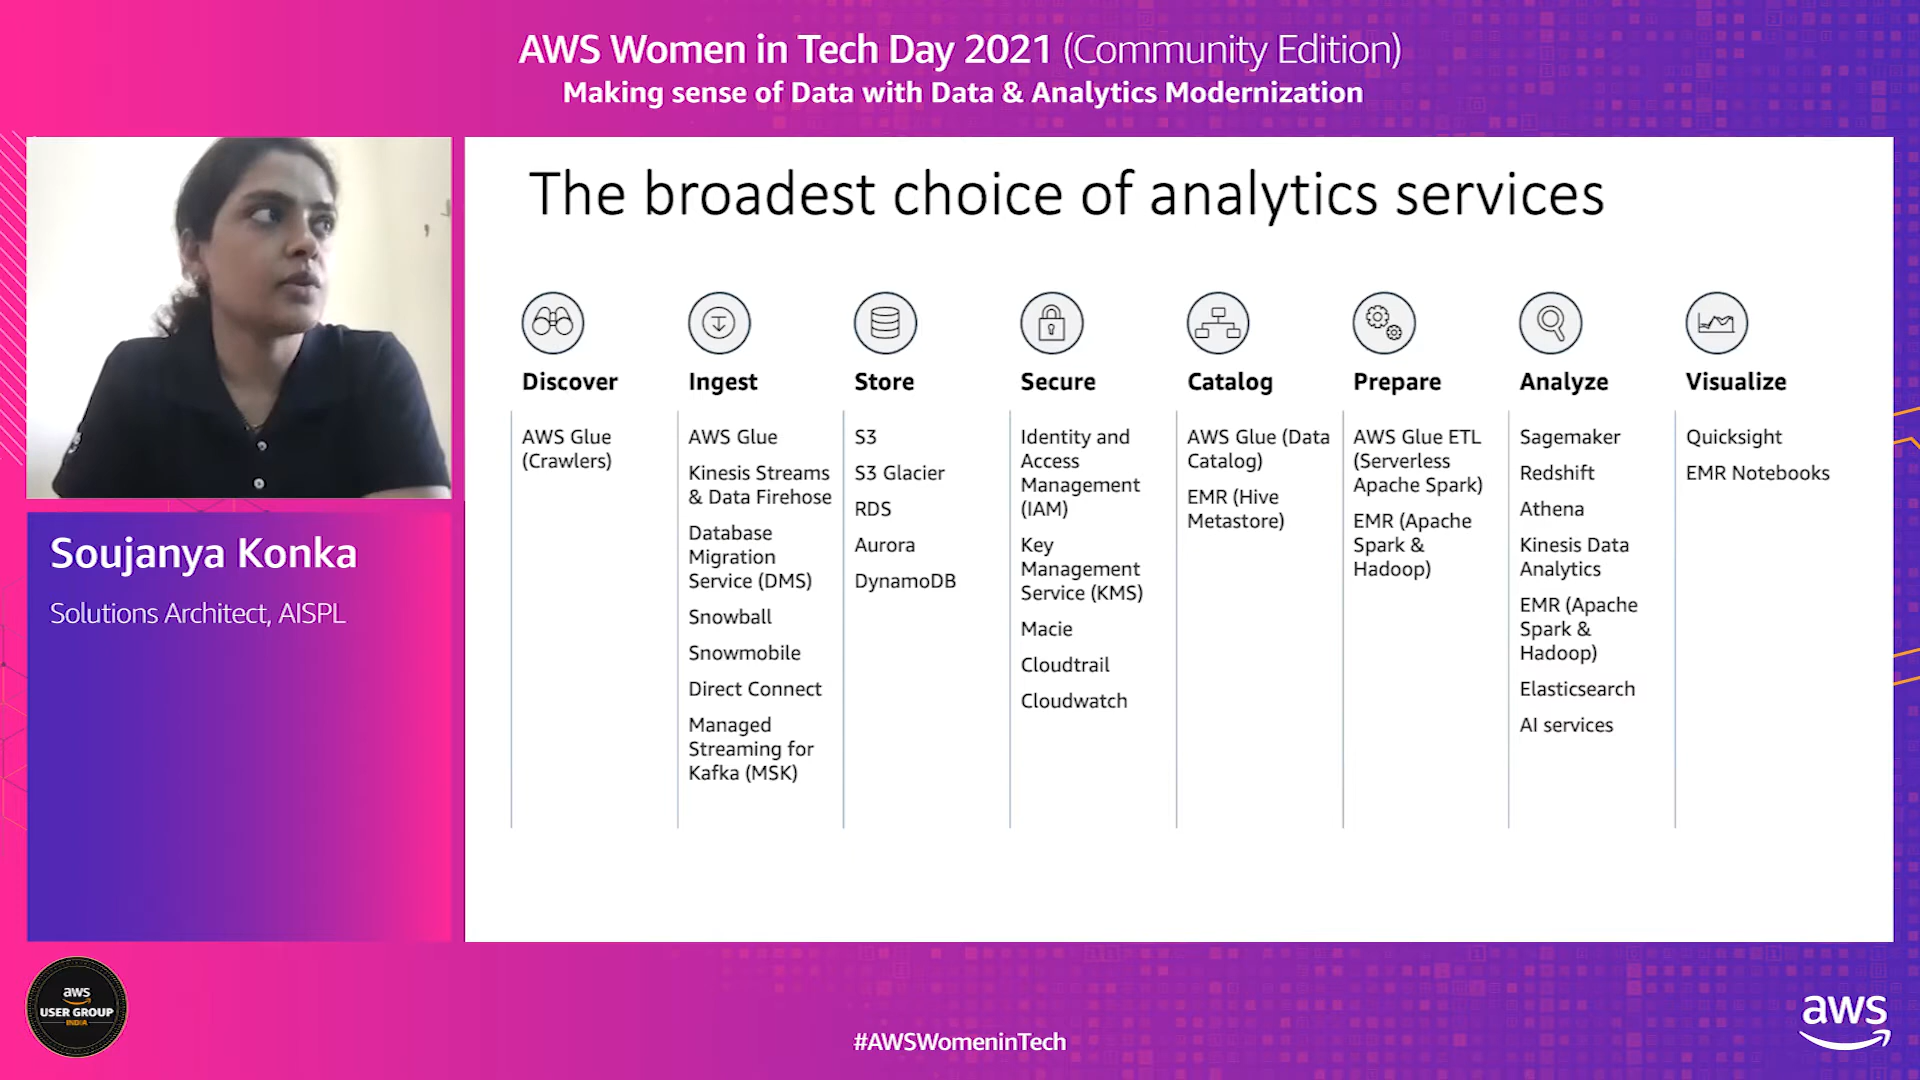 AWS Women in Tech Day 2021 (Community Edition)
Making sense of Data with Data & Analytics Modernization
The broadest choice of analytics services
Discover
AWS Glue
(Crawlers)
Ingest
AWS Glue
Kinesis Streams
& Data Firehose
Database
Migration
Service (DMS)
Snowball
Snowmobile
Direct Connect
Managed
Streaming for
Kafka (MSK)
Store
S3
S3 Glacier
RDS
Aurora
DynamoDB
Secure
Identity and
Access
Management
(IAM)
Key
Management
Service (KMS)
Macie
Cloudtrail
Cloudwatch
Catalog
AWS Glue (Data
Catalog)
EMR (Hive
Metastore)
Prepare
AWS Glue ETL
(Serverless
Apache Spark)
EMR (Apache
Spark &
Hadoop)
Analyze
Sagemaker
Redshift
Athena
Kinesis Data
Analytics
EMR (Apache
Spark &
Hadoop)
Elasticsearch
AI services
Visualize
Quicksight
EMR Notebooks
Soujanya Konka
Solutions Architect, AISPL
aws
USER GROUP
INDIA
#AWSWomeninTech
aws